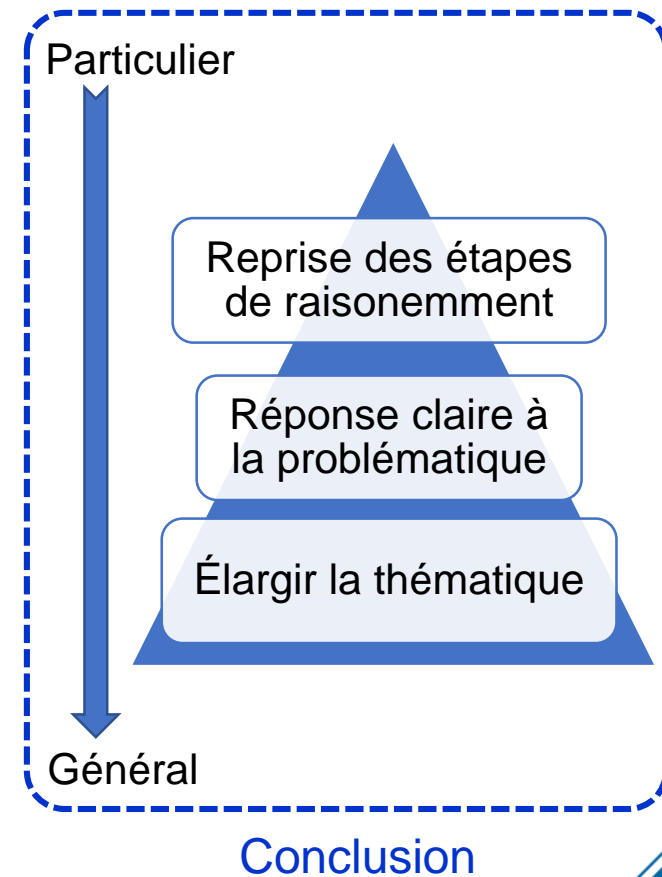 Particulier
Reprise des étapes
de raisonemment
Réponse claire à
la problématique
Élargir la thématique
Général
Conclusion